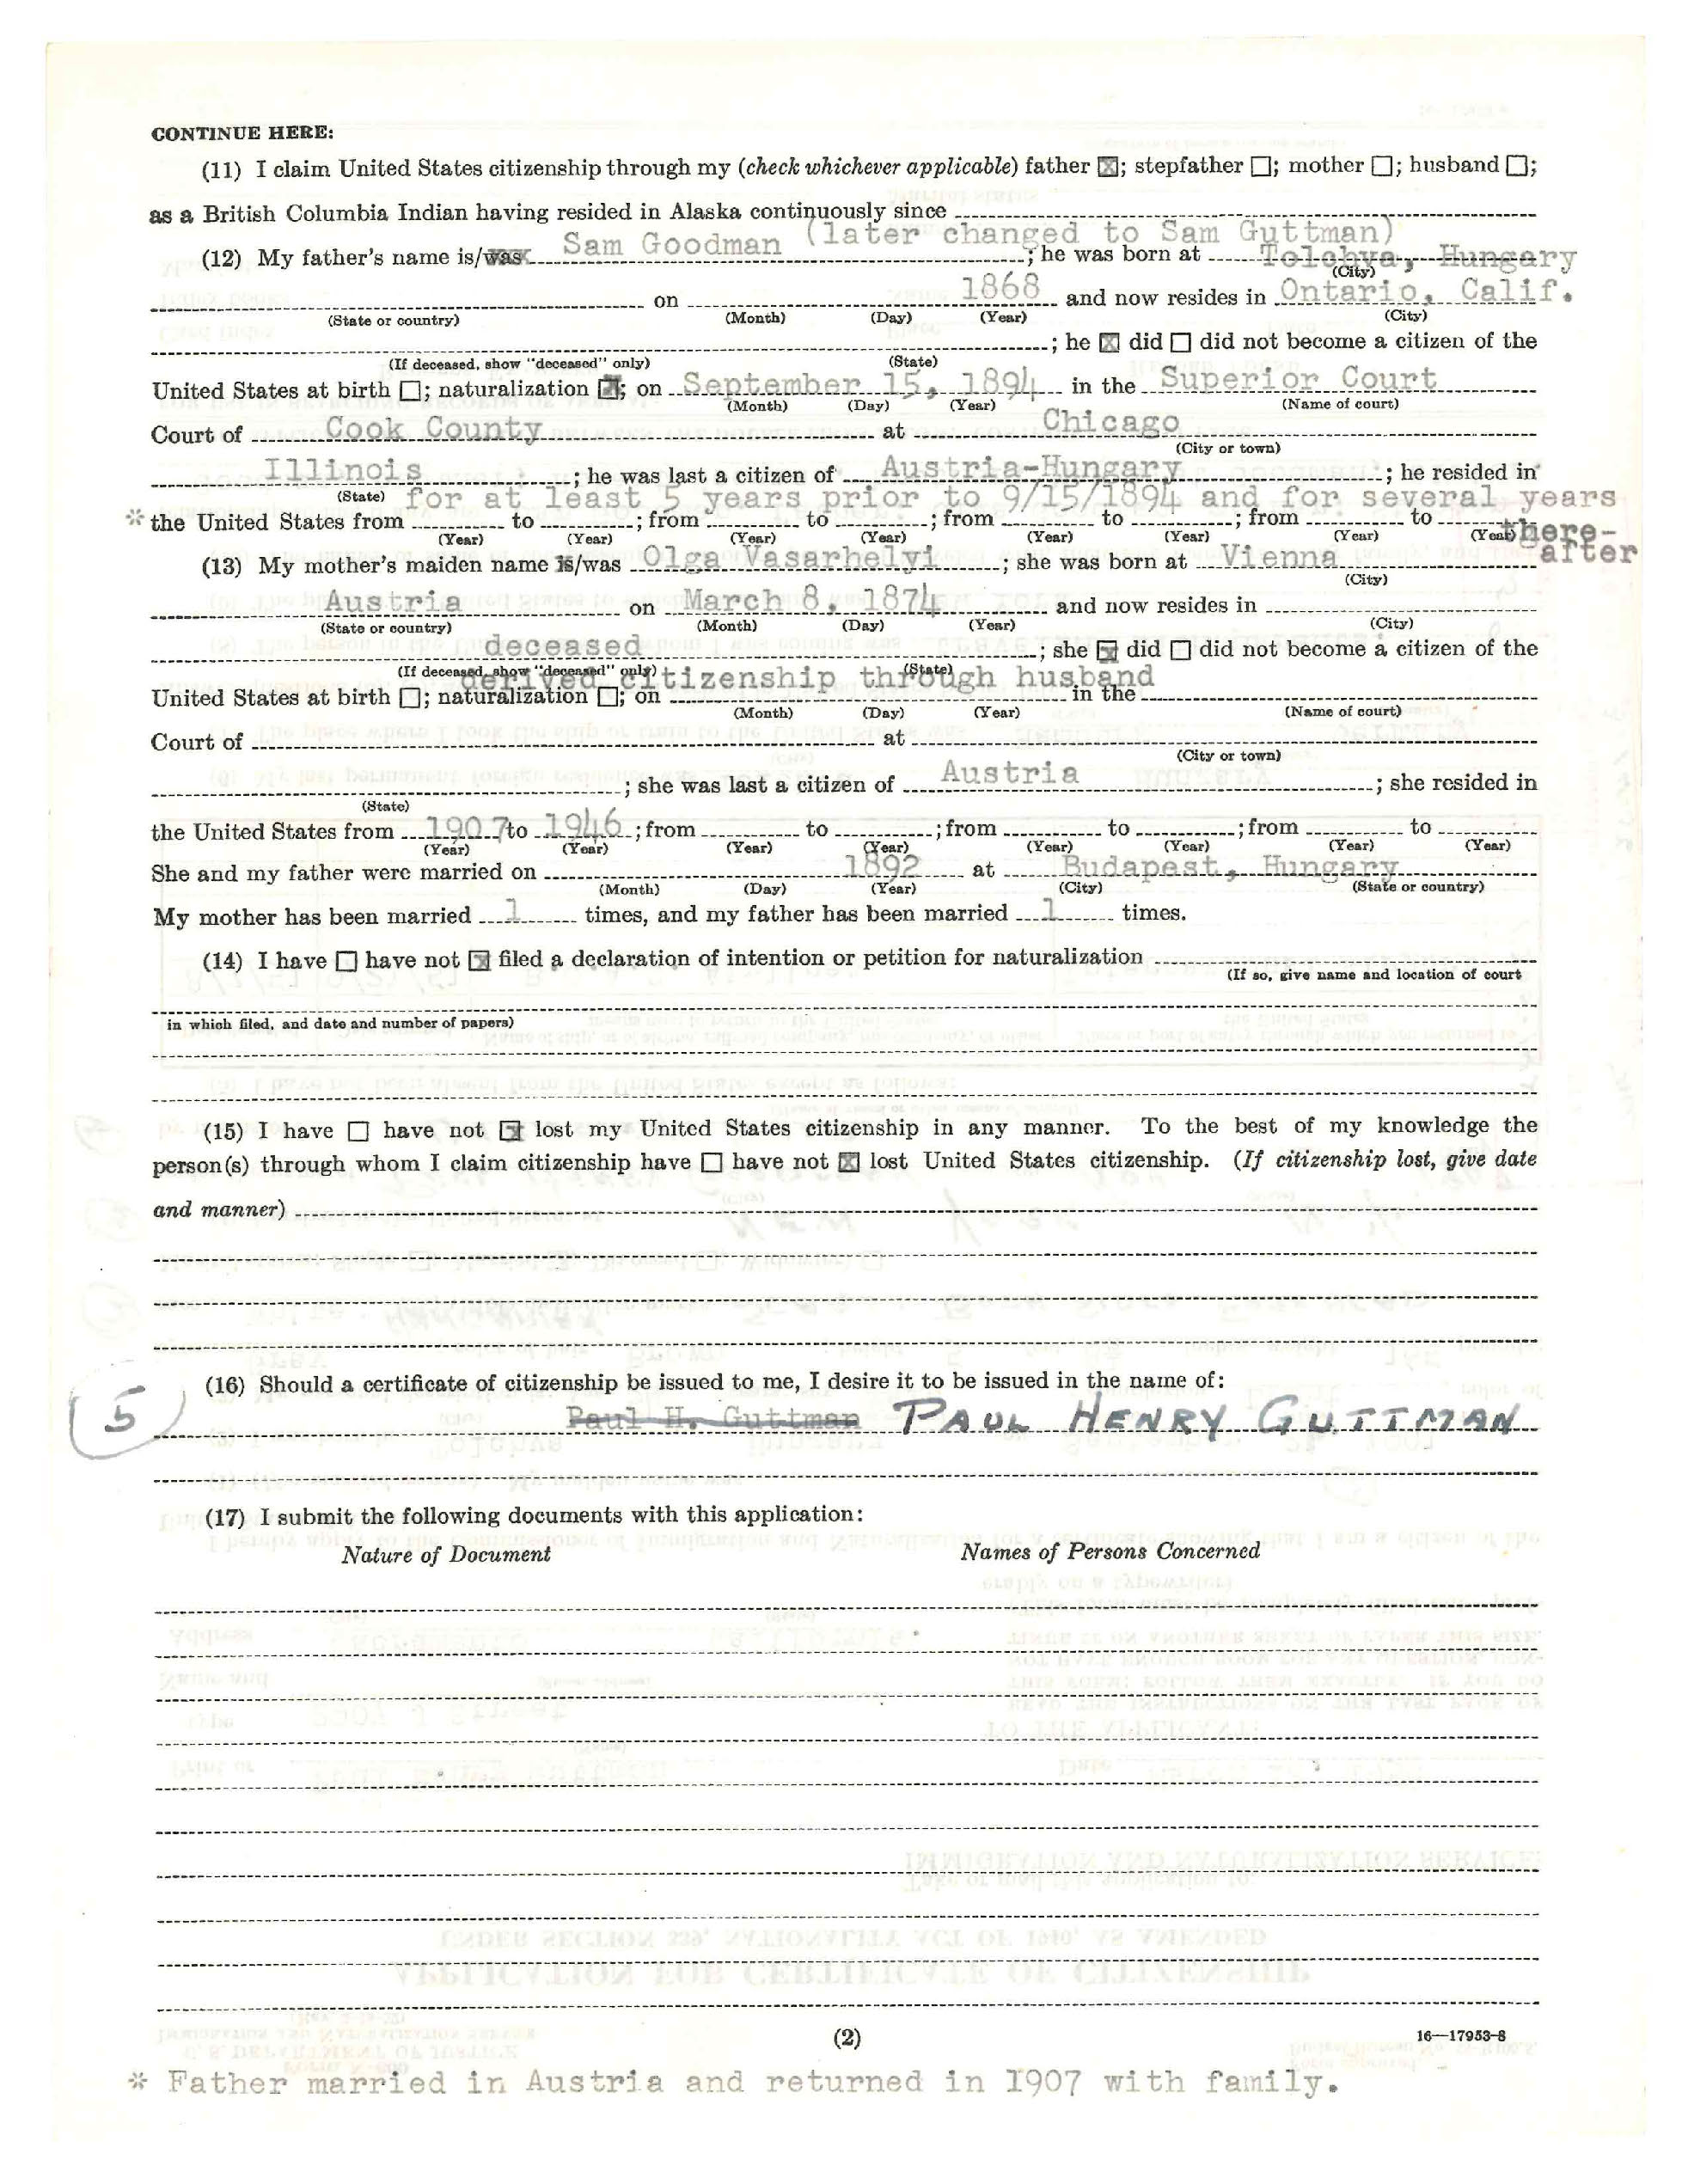 CONTINUE HERE:
(11) I claim United States citizenship through my (check whichever applicable) father ☒; stepfather ☐; mother ☐; husband ☐;
as a British Columbia Indian having resided in Alaska continuously since
(12) My father's name is/was Sam Goodman (later changed to Sam Guttman) ; he was born at Tolchva, Hungary
(City)
on 1868 and now resides in Ontario, Calif.
(State or country) (Month) (Day) (Year) (City)
; he ☒ did ☐ did not become a citizen of the
(If deceased, show "deceased" only) (State)
United States at birth ☐; naturalization ☒; on September 15, 1894 in the Superior Court
(Month) (Day) (Year) (Name of court)
Court of Cook County at Chicago
(City or town)
Illinois ; he was last a citizen of Austria-Hungary ; he resided in
(State) for at least 5 years prior to 9/15/1894 and for several years
* the United States from to ; from to ; from to ; from to there-
(Year) (Year) (Year) (Year) (Year) (Year) (Year) (Year)
after
(13) My mother's maiden name is/was Olga Vasarhelyi ; she was born at Vienna
(City)
Austria on March 8, 1874 and now resides in
(State or country) (Month) (Day) (Year) (City)
deceased ; she ☒ did ☐ did not become a citizen of the
(If deceased, show "deceased" only) (State)
derived citizenship through husband
United States at birth ☐; naturalization ☐; on in the
(Month) (Day) (Year) (Name of court)
Court of at
(City or town)
; she was last a citizen of Austria ; she resided in
(State)
the United States from 1907 to 1946 ; from to ; from to ; from to
(Year) (Year) (Year) (Year) (Year) (Year) (Year) (Year)
She and my father were married on 1892 at Budapest, Hungary
(Month) (Day) (Year) (City) (State or country)
My mother has been married 1 times, and my father has been married 1 times.
(14) I have ☐ have not ☒ filed a declaration of intention or petition for naturalization
(If so, give name and location of court
in which filed, and date and number of papers)
(15) I have ☐ have not ☒ lost my United States citizenship in any manner. To the best of my knowledge the
person(s) through whom I claim citizenship have ☐ have not ☒ lost United States citizenship. (If citizenship lost, give date
and manner)
(16) Should a certificate of citizenship be issued to me, I desire it to be issued in the name of:
5 Paul H. Guttman PAUL HENRY GUTTMAN
(17) I submit the following documents with this application:
Nature of Document Names of Persons Concerned
(2) 16—17953-8
* Father married in Austria and returned in 1907 with family.